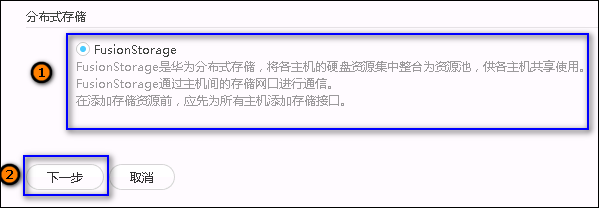 分布式存储
1
FusionStorage
FusionStorage是华为分布式存储，将各主机的硬盘资源集中整合为资源池，供各主机共享使用。
FusionStorage通过主机间的存储网口进行通信。
在添加存储资源前，应先为所有主机添加存储接口。
2 下一步 取消